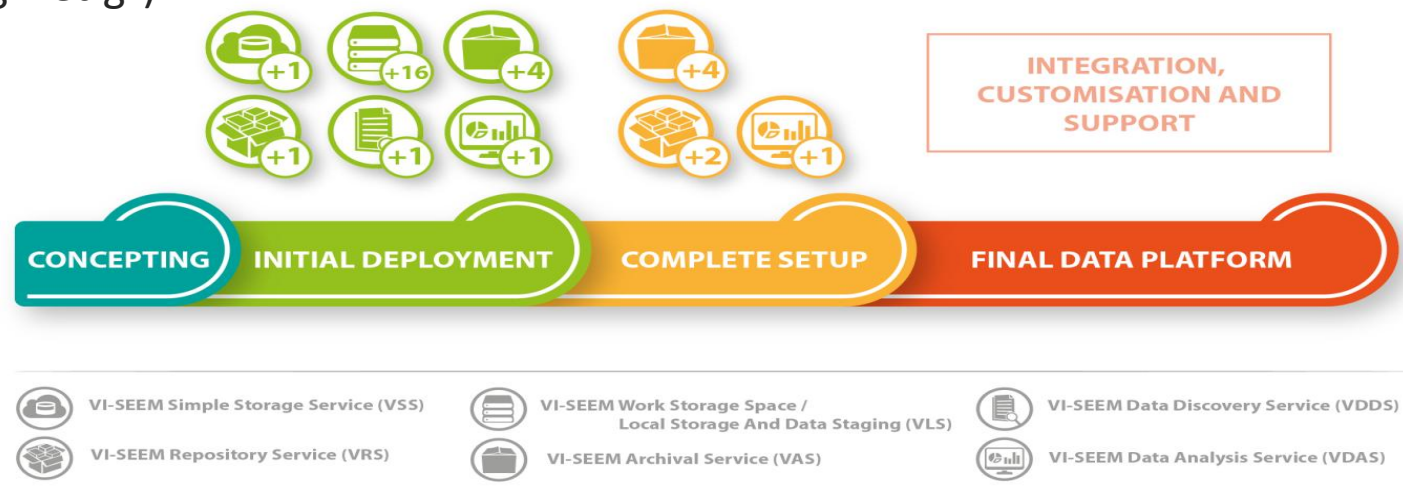 +1
+16
+4
+1
+1
+1
+4
+2
+1
INTEGRATION,
CUSTOMISATION AND
SUPPORT
CONCEPTING
INITIAL DEPLOYMENT
COMPLETE SETUP
FINAL DATA PLATFORM
VI-SEEM Simple Storage Service (VSS)
VI-SEEM Repository Service (VRS)
VI-SEEM Work Storage Space /
Local Storage And Data Staging (VLS)
VI-SEEM Archival Service (VAS)
VI-SEEM Data Discovery Service (VDDS)
VI-SEEM Data Analysis Service (VDAS)